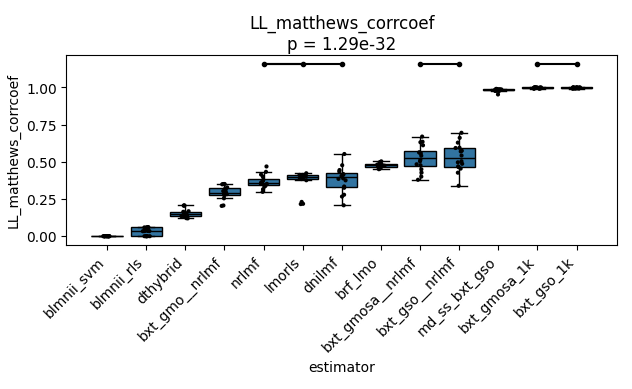 LL_matthews_corrcoef
p = 1.29e-32
LL_matthews_corrcoef
1.00
0.75
0.50
0.25
0.00
blmnii_svm
blmnii_rls
dthybrid
bxt_gmo__nrlmf
nrlmf
lmorls
dnilmf
brf_lmo
bxt_gmosa__nrlmf
bxt_gso__nrlmf
md_ss_bxt_gso
bxt_gmosa_1k
bxt_gso_1k
estimator